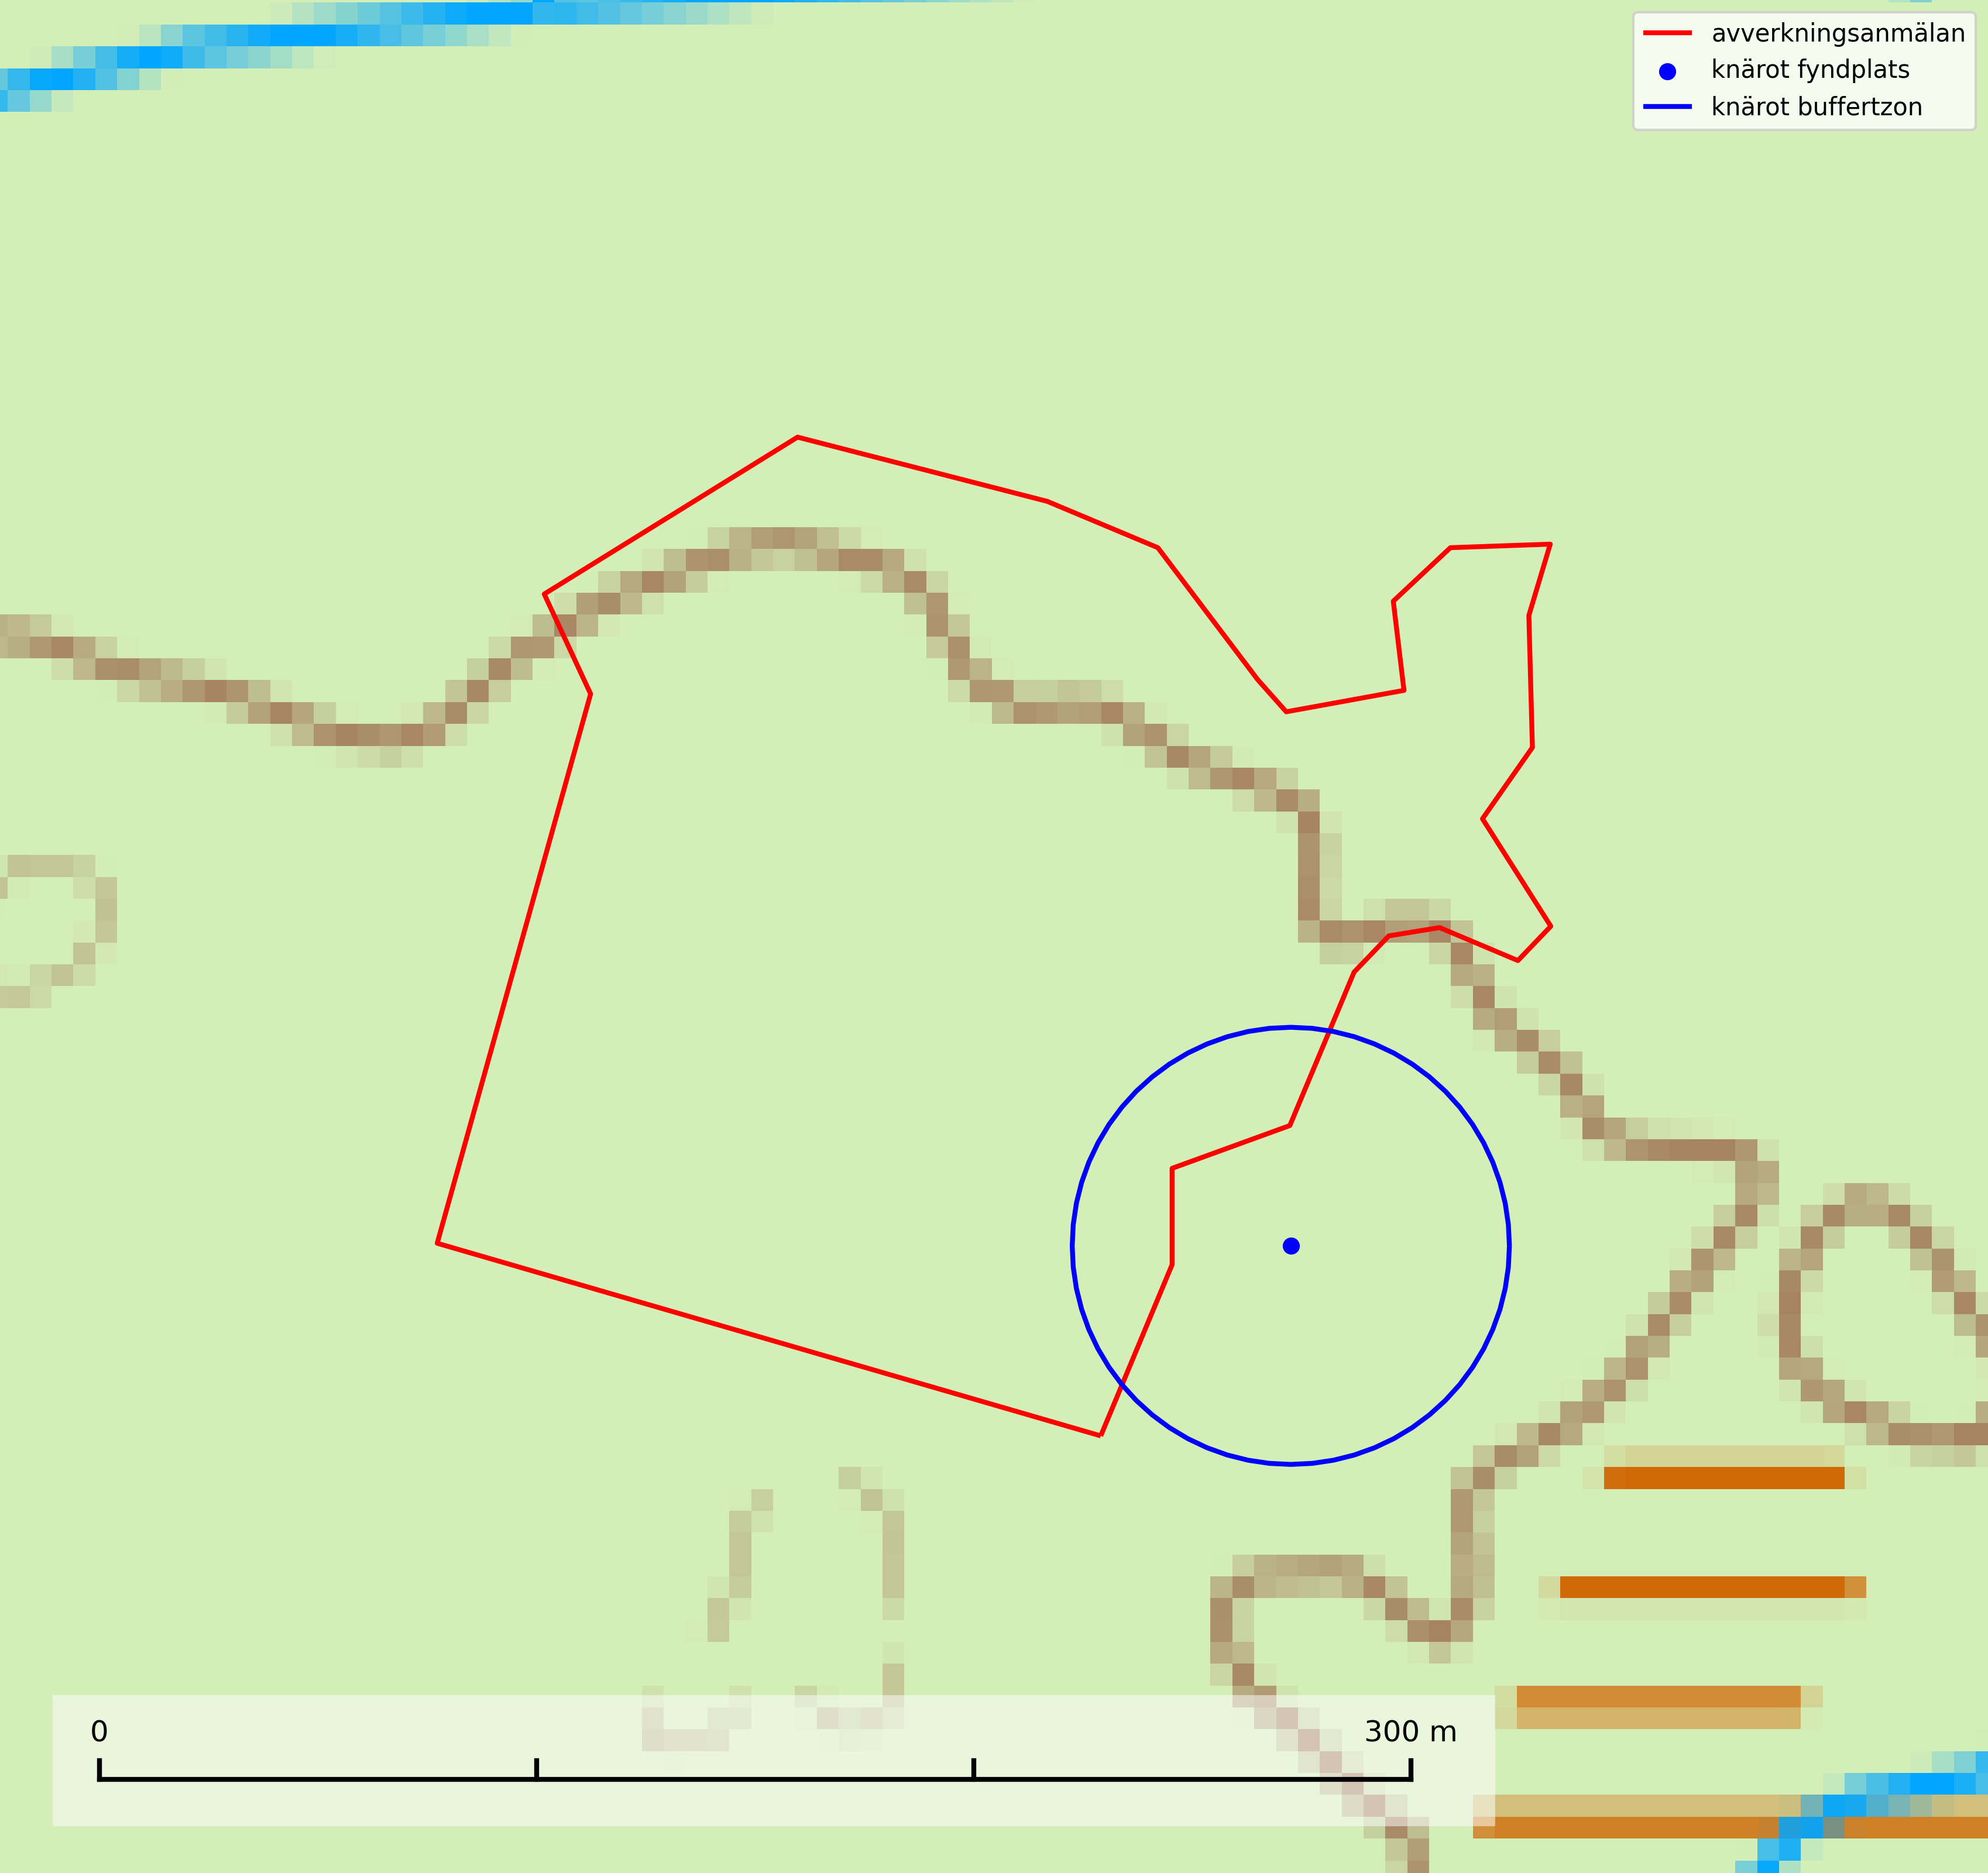 avverkningsanmälan
knärot fyndplats
knärot buffertzon
0
300 m